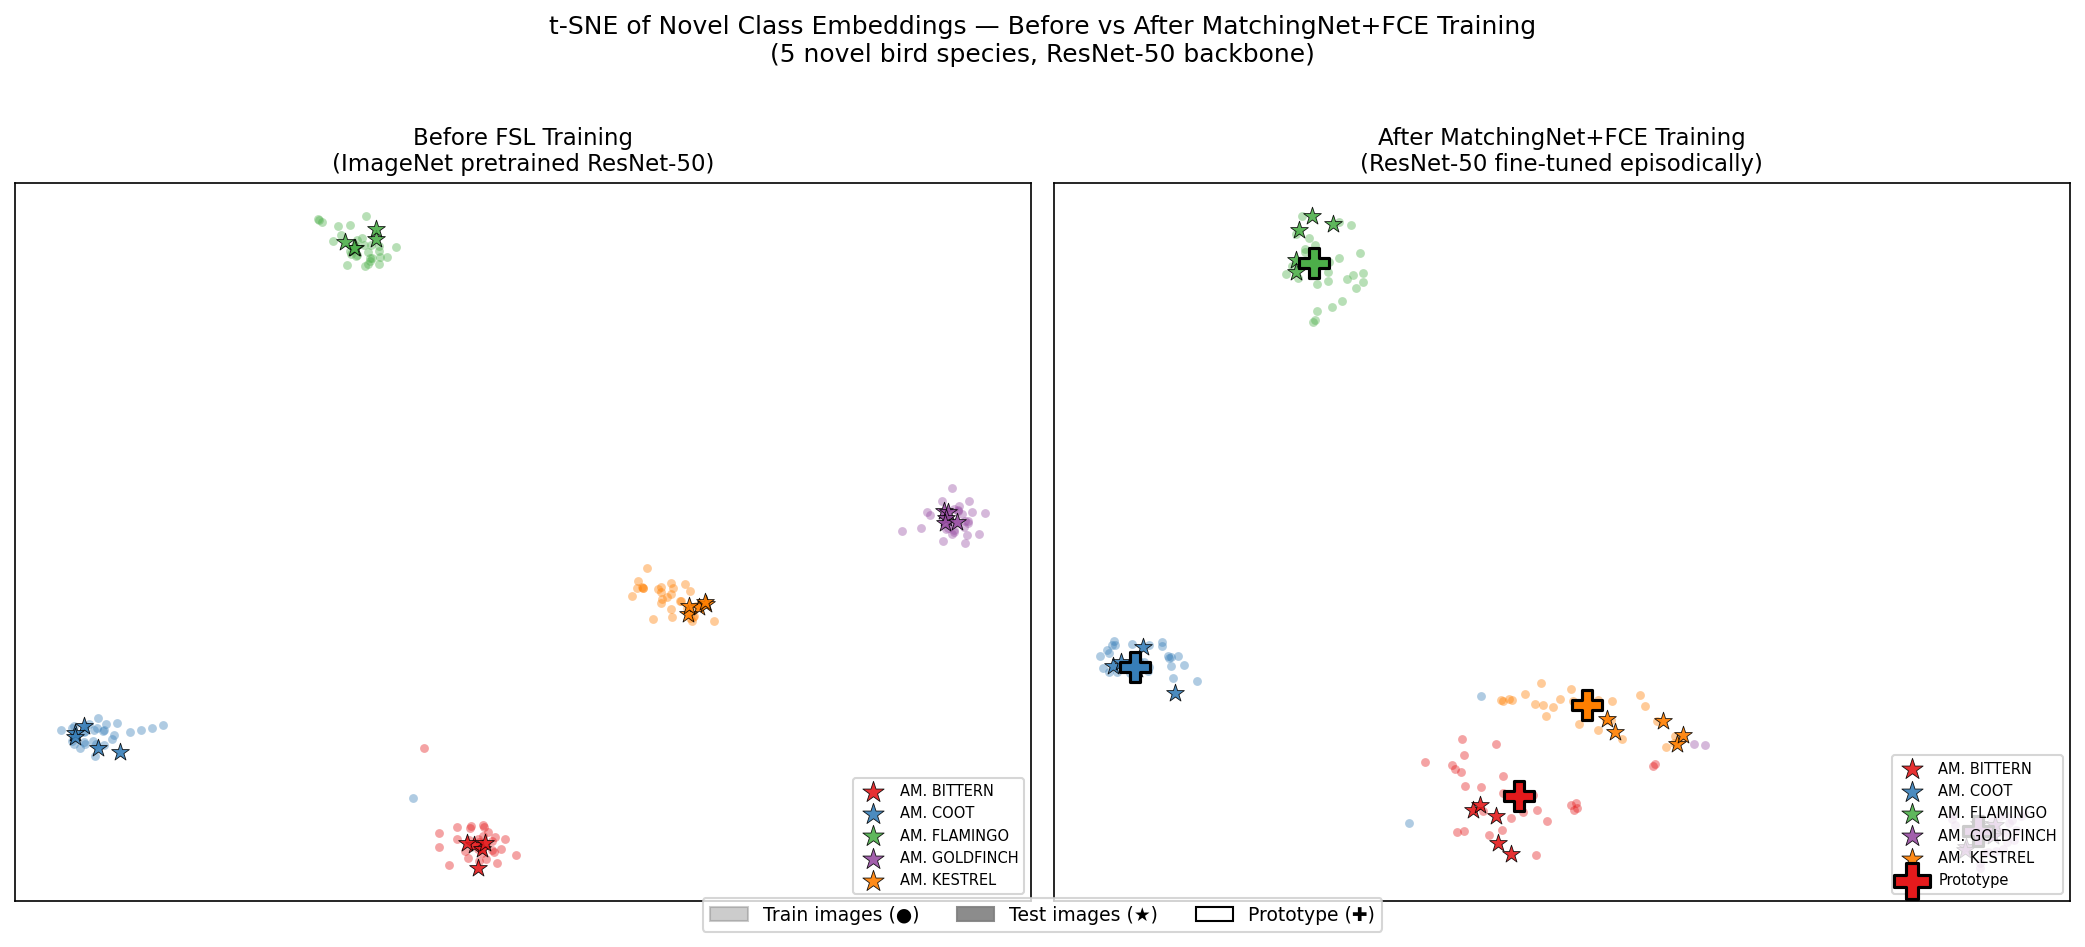 t-SNE of Novel Class Embeddings — Before vs After MatchingNet+FCE Training
(5 novel bird species, ResNet-50 backbone)
Before FSL Training
(ImageNet pretrained ResNet-50)
After MatchingNet+FCE Training
(ResNet-50 fine-tuned episodically)
AM. BITTERN
AM. COOT
AM. FLAMINGO
AM. GOLDFINCH
AM. KESTREL
AM. BITTERN
AM. COOT
AM. FLAMINGO
AM. GOLDFINCH
AM. KESTREL
Prototype
Train images (●) Test images (★) Prototype (✚)